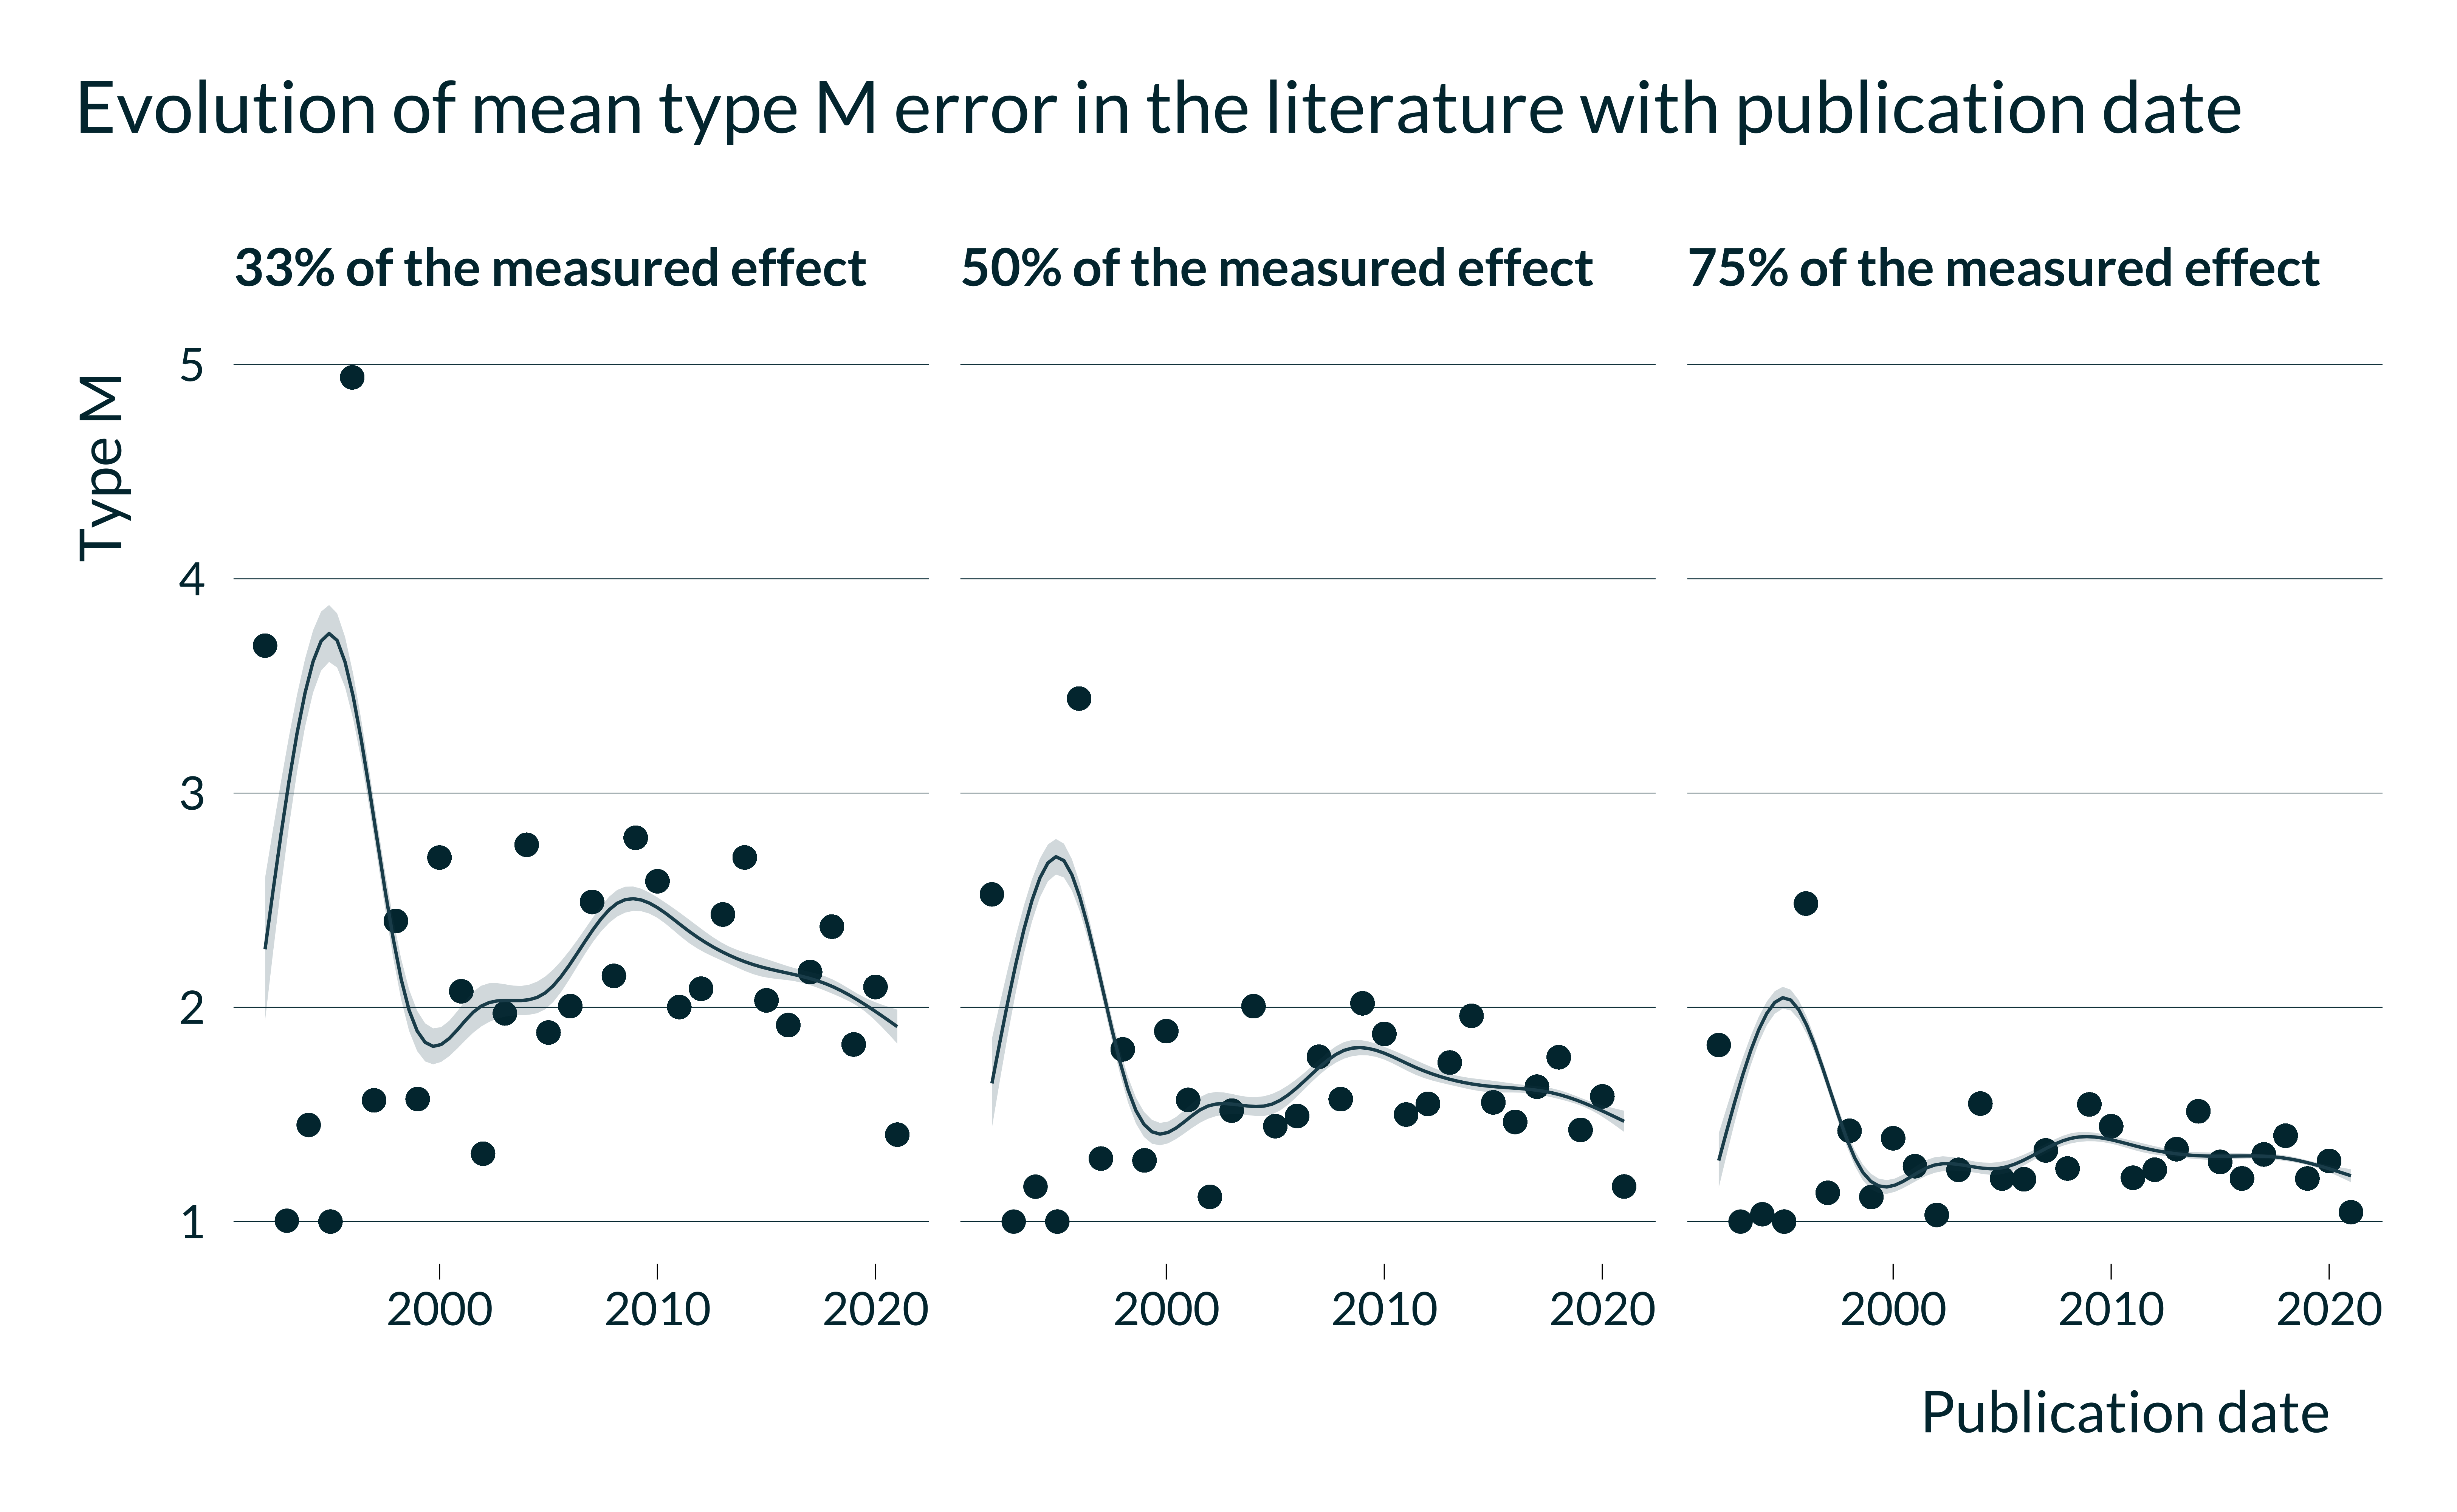 Evolution of mean type M error in the literature with publication date
33% of the measured effect
50% of the measured effect
75% of the measured effect
Type M
5
4
3
2
1
2000 2010 2020
2000 2010 2020
2000 2010 2020
Publication date